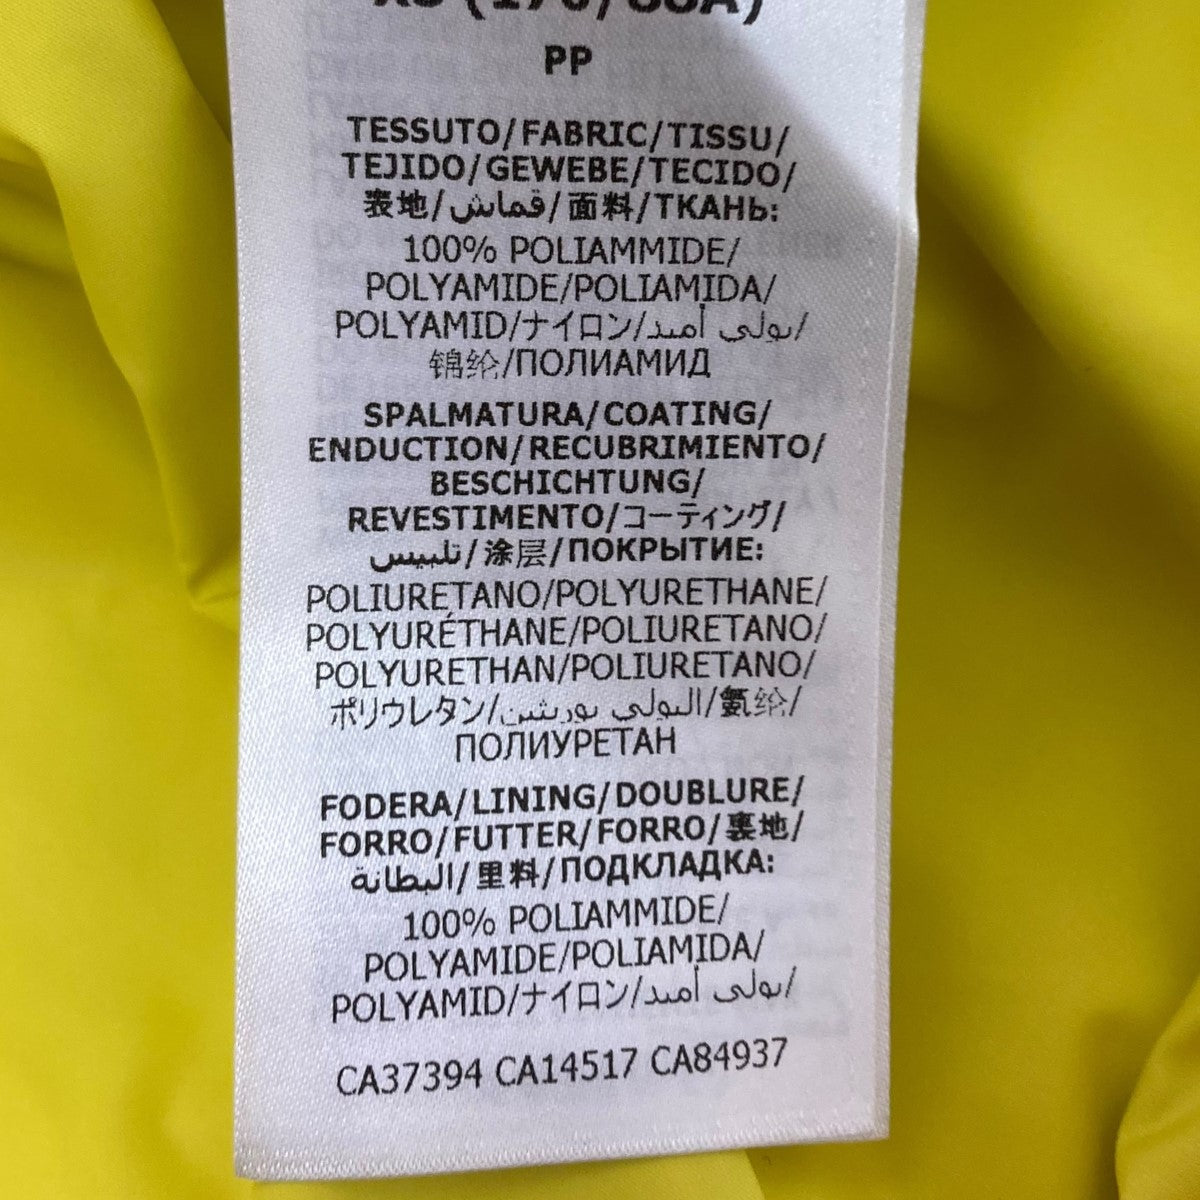 PP
TESSUTO/FABRIC/TISSU/
TEJIDO/GEWEBE/TECIDO/
表地/قماش/面料/ТКАНЬ:
100% POLIAMMIDE/
POLYAMIDE/POLIAMIDA/
POLYAMID/ナイロン/بولي أميد/
锦纶/ПОЛИАМИД
SPALMATURA/COATING/
ENDUCTION/RECUBRIMIENTO/
BESCHICHTUNG/
REVESTIMENTO/コーティング/
تلبيس/涂层/ПОКРЫТИЕ:
POLIURETANO/POLYURETHANE/
POLYURÉTHANE/POLIURETANO/
POLYURETHAN/POLIURETANO/
ポリウレタン/البولي يوريثين/氨纶/
ПОЛИУРЕТАН
FODERA/LINING/DOUBLURE/
FORRO/FUTTER/FORRO/裏地/
البطانة/里料/ПОДКЛАДКА:
100% POLIAMMIDE/
POLYAMIDE/POLIAMIDA/
POLYAMID/ナイロン/بولي أميد/
CA37394 CA14517 CA84937